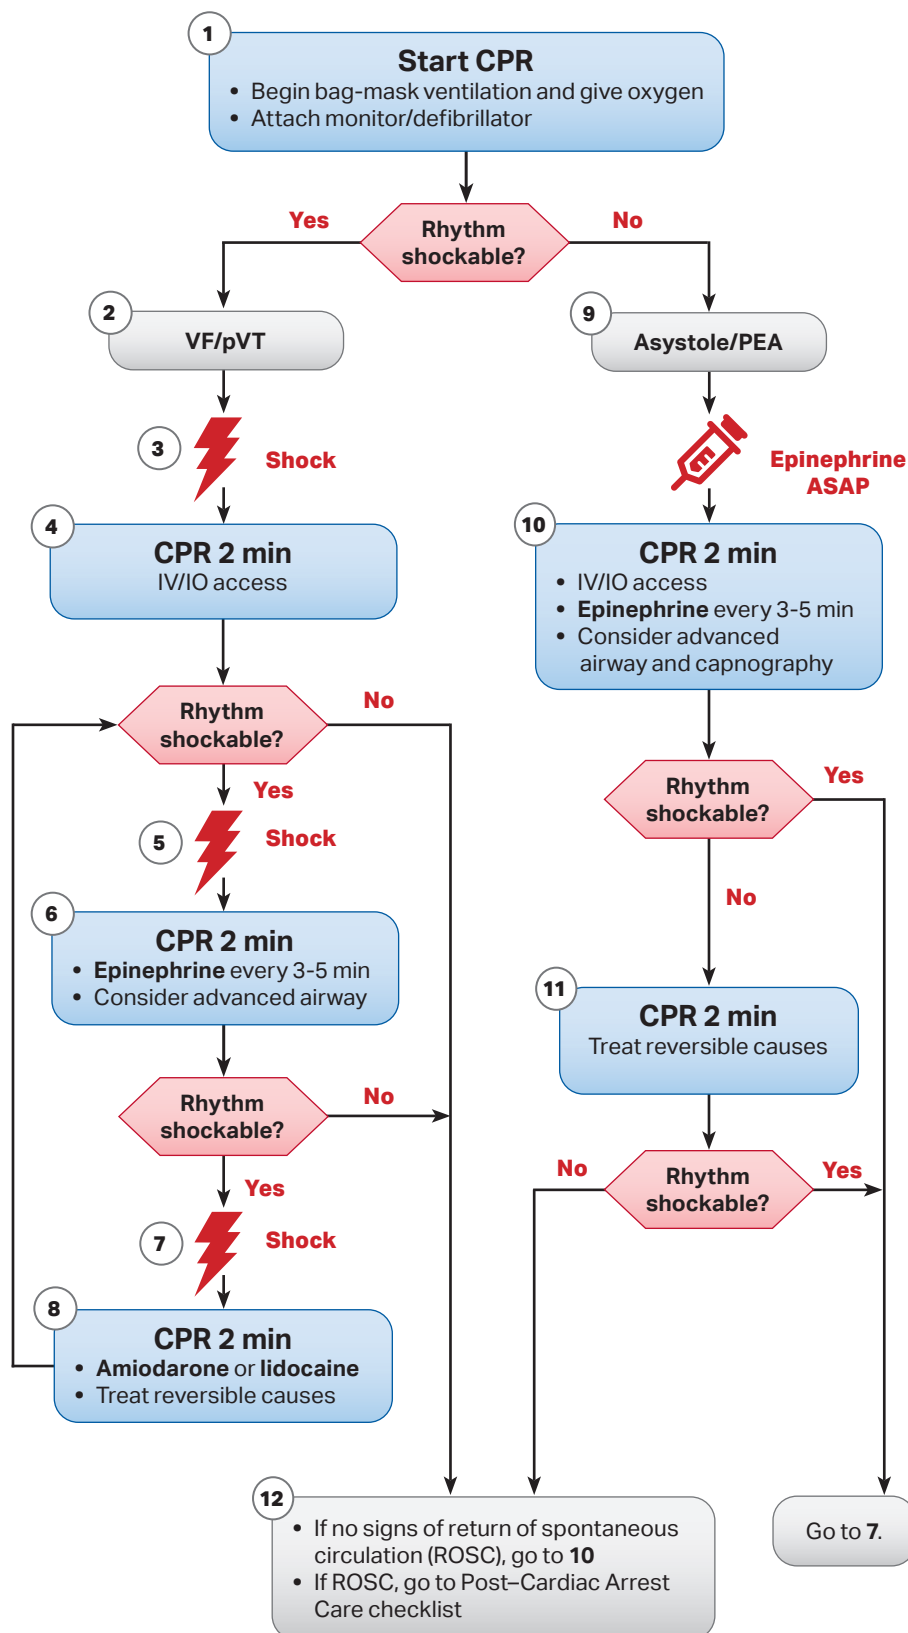 1
Start CPR
• Begin bag-mask ventilation and give oxygen
• Attach monitor/defibrillator
Rhythm
shockable?
Yes
No
2
VF/pVT
3
Shock
4
CPR 2 min
IV/IO access
Rhythm
shockable?
No
Yes
5
Shock
6
CPR 2 min
• Epinephrine every 3-5 min
• Consider advanced airway
Rhythm
shockable?
No
Yes
7
Shock
8
CPR 2 min
• Amiodarone or lidocaine
• Treat reversible causes
9
Asystole/PEA
Epinephrine
ASAP
10
CPR 2 min
• IV/IO access
• Epinephrine every 3-5 min
• Consider advanced
airway and capnography
Rhythm
shockable?
Yes
No
11
CPR 2 min
Treat reversible causes
Rhythm
shockable?
No
Yes
12
• If no signs of return of spontaneous
circulation (ROSC), go to 10
• If ROSC, go to Post–Cardiac Arrest
Care checklist
Go to 7.